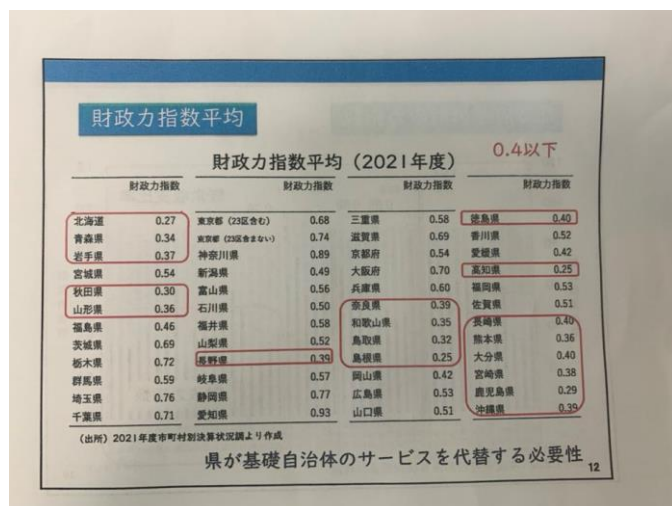 財政力指数平均
財政力指数平均（2021年度）
0.4以下
財政力指数 財政力指数 財政力指数 財政力指数
北海道 0.27 東京都（23区含む） 0.68 三重県 0.58 徳島県 0.40
青森県 0.34 東京都（23区含まない） 0.74 滋賀県 0.69 香川県 0.52
岩手県 0.37 神奈川県 0.89 京都府 0.54 愛媛県 0.42
宮城県 0.54 新潟県 0.49 大阪府 0.70 高知県 0.25
秋田県 0.30 富山県 0.56 兵庫県 0.60 福岡県 0.53
山形県 0.36 石川県 0.50 奈良県 0.39 佐賀県 0.51
福島県 0.46 福井県 0.58 和歌山県 0.35 長崎県 0.40
茨城県 0.69 山梨県 0.52 鳥取県 0.32 熊本県 0.36
栃木県 0.72 長野県 0.39 島根県 0.25 大分県 0.40
群馬県 0.59 岐阜県 0.57 岡山県 0.42 宮崎県 0.38
埼玉県 0.76 静岡県 0.77 広島県 0.53 鹿児島県 0.29
千葉県 0.71 愛知県 0.93 山口県 0.51 沖縄県 0.39
（出所）2021年度市町村別決算状況調より作成
県が基礎自治体のサービスを代替する必要性
12